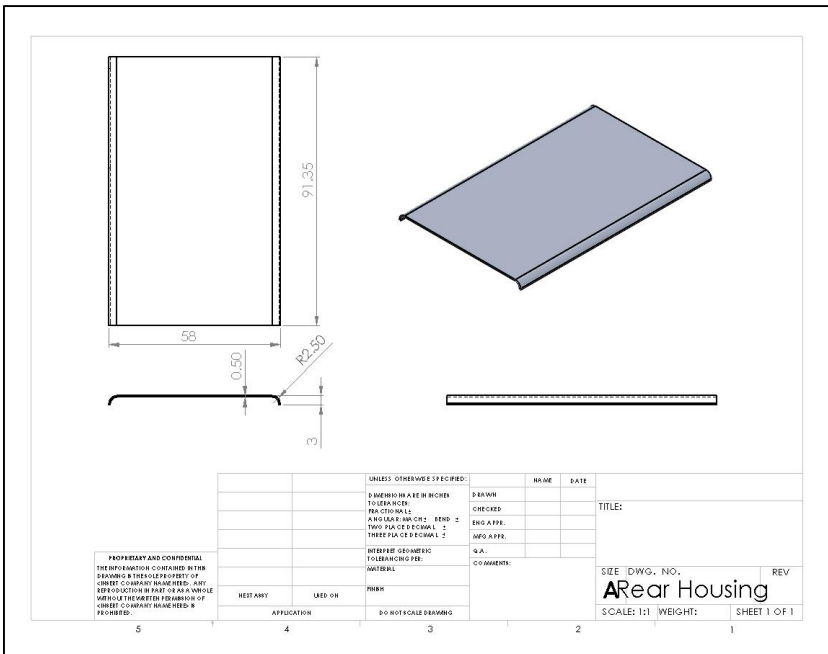 91.35
58
0.50
R2.50
3
UNLESS OTHERWISE SPECIFIED:
DIMENSIONS ARE IN INCHES
TOLERANCES:
FRACTIONAL ±
ANGULAR: MACH ± BEND ±
TWO PLACE DECIMAL ±
THREE PLACE DECIMAL ±
INTERPRET GEOMETRIC
TOLERANCING PER:
MATERIAL
FINISH
DO NOT SCALE DRAWING
NAME DATE
DRAWN
CHECKED
ENG APPR.
MFG APPR.
Q.A.
COMMENTS:
TITLE:
SIZE DWG. NO. REV
A Rear Housing
SCALE: 1:1 WEIGHT: SHEET 1 OF 1
PROPRIETARY AND CONFIDENTIAL
THE INFORMATION CONTAINED IN THIS
DRAWING IS THE SOLE PROPERTY OF
<INSERT COMPANY NAME HERE>. ANY
REPRODUCTION IN PART OR AS A WHOLE
WITHOUT THE WRITTEN PERMISSION OF
<INSERT COMPANY NAME HERE> IS
PROHIBITED.
NEXT ASSY USED ON
APPLICATION
5 4 3 2 1